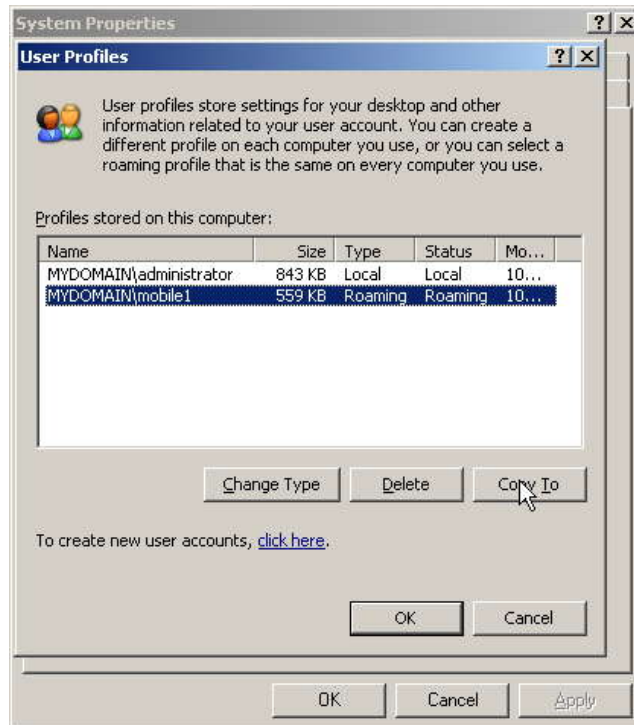 System Properties
User Profiles
User profiles store settings for your desktop and other
information related to your user account. You can create a
different profile on each computer you use, or you can select a
roaming profile that is the same on every computer you use.
Profiles stored on this computer:
Name Size Type Status Mo...
MYDOMAIN\administrator 843 KB Local Local 10...
MYDOMAIN\mobile1 559 KB Roaming Roaming 10...
Change Type Delete Copy To
To create new user accounts, click here.
OK Cancel
OK Cancel Apply